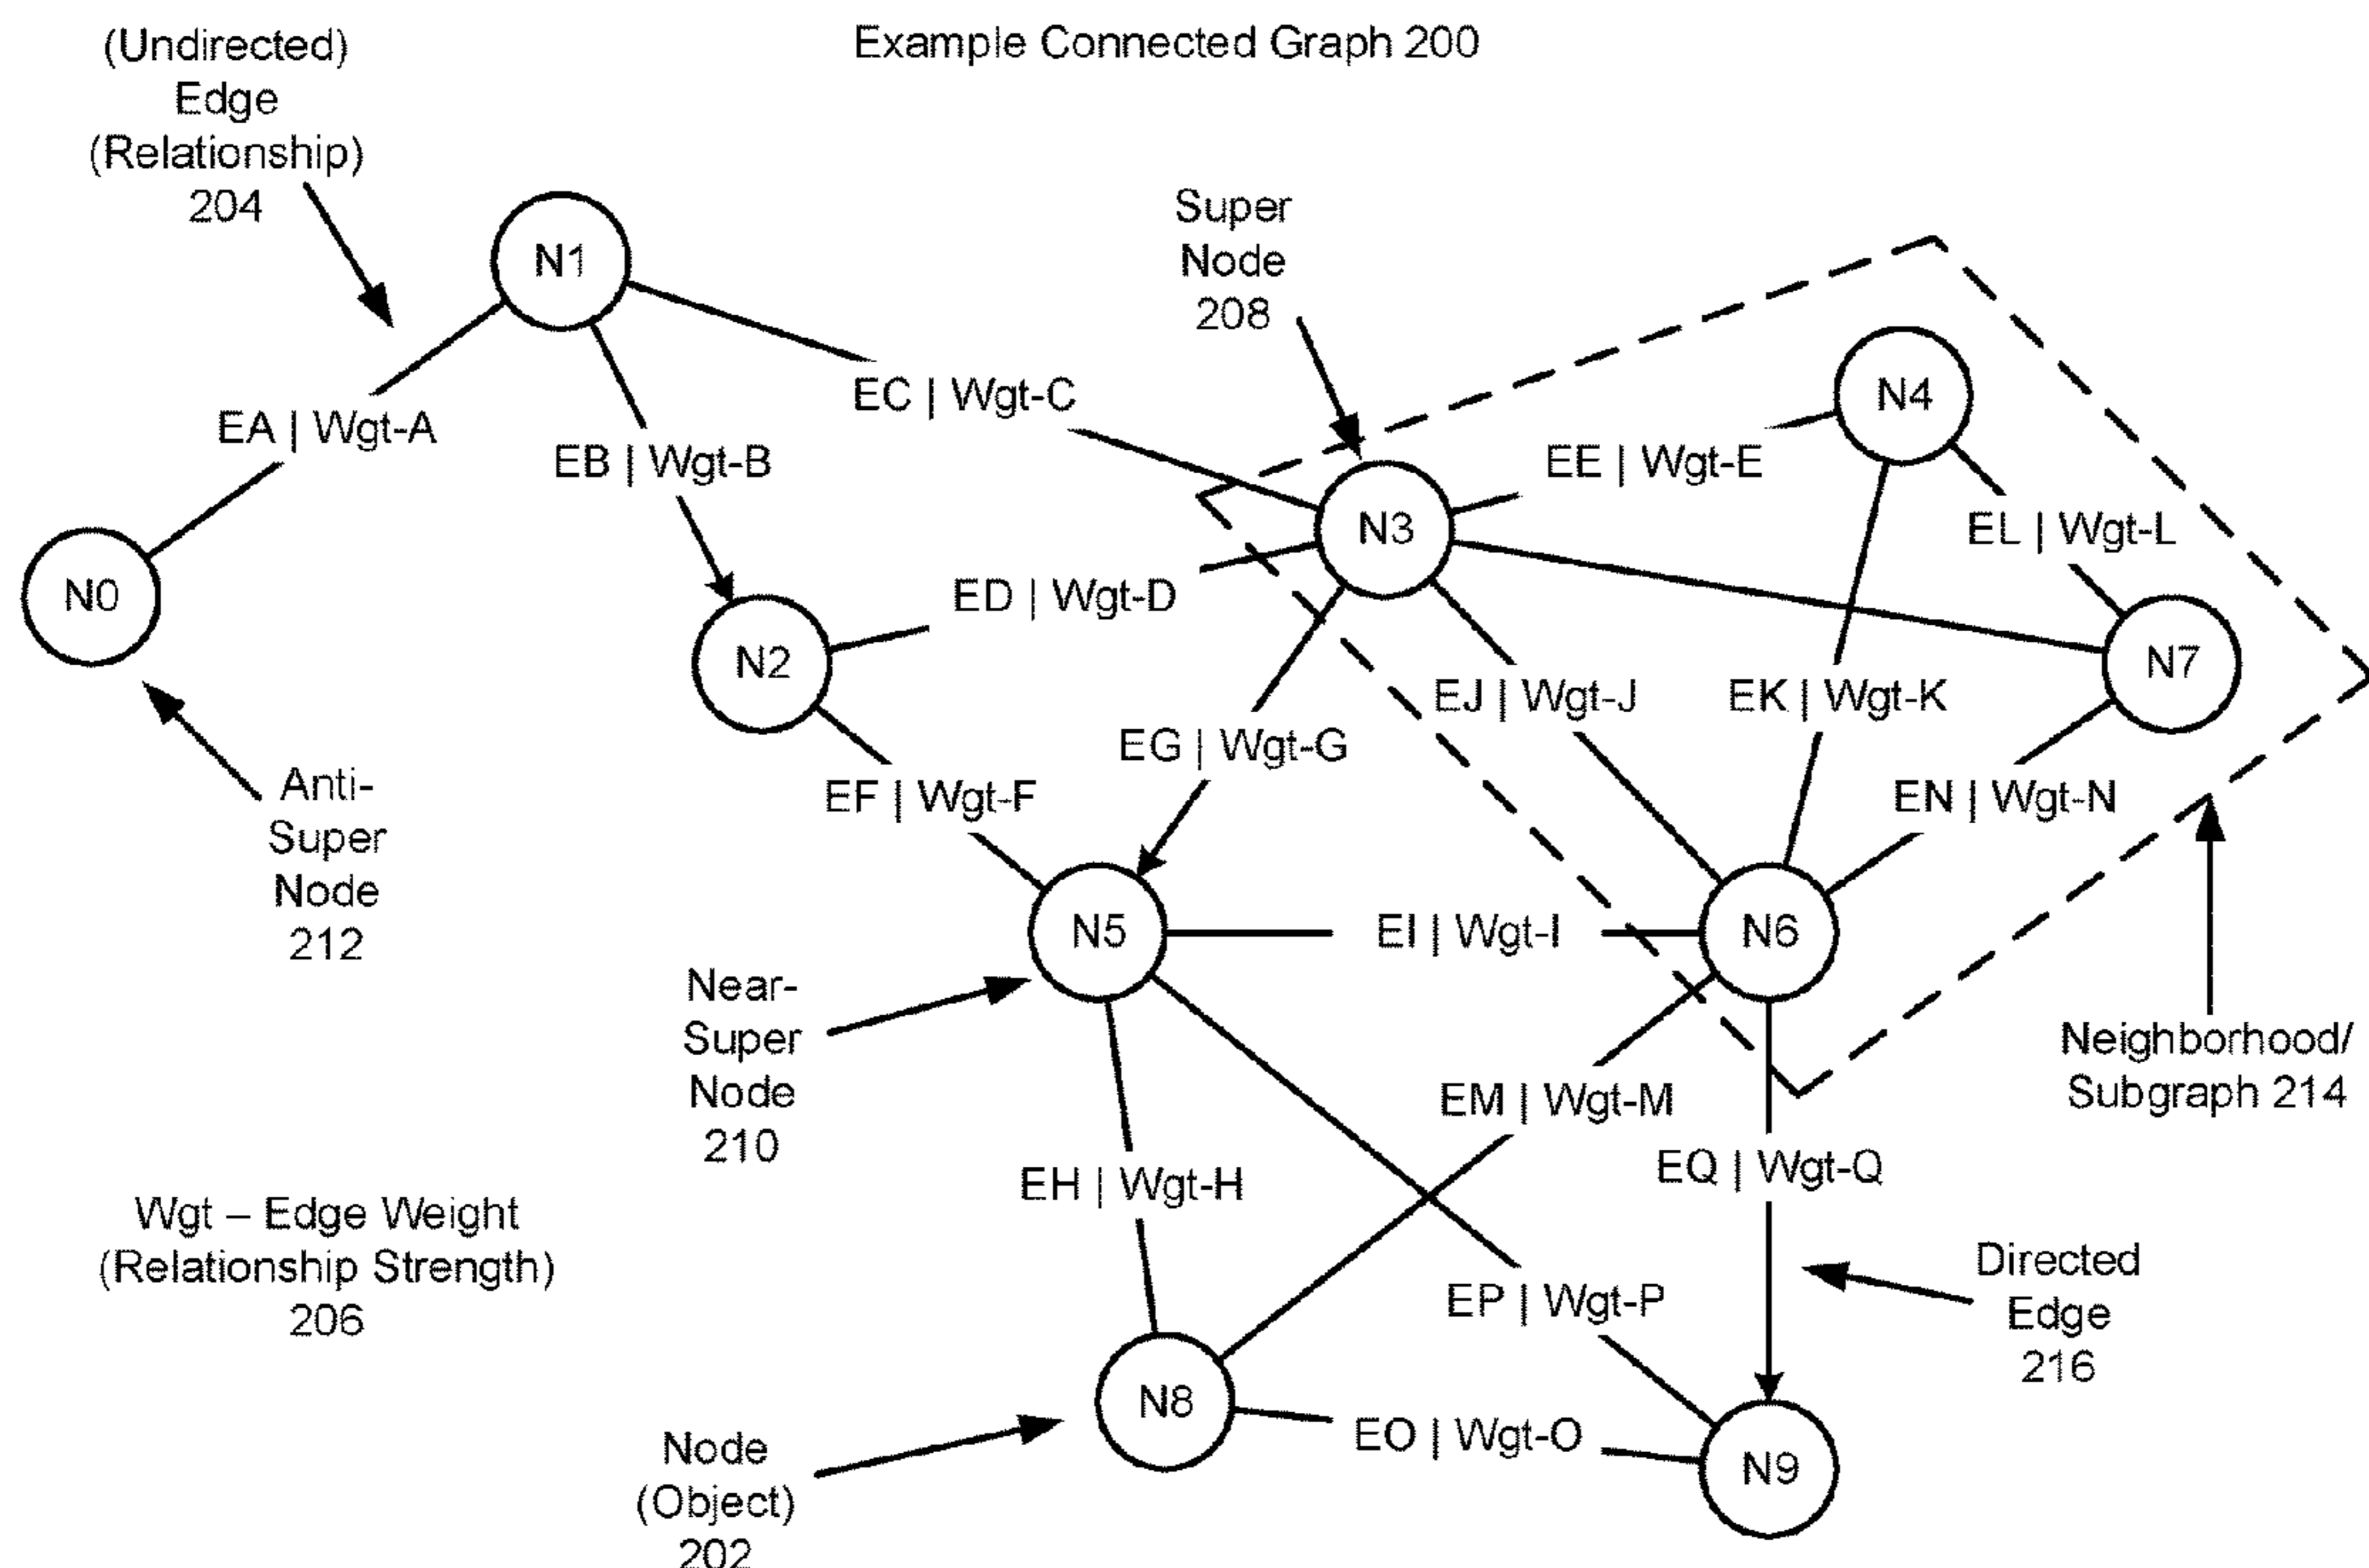 Example Connected Graph 200
(Undirected)
Edge
(Relationship)
204
Super
Node
208
N1
N4
EC | Wgt-C
EA | Wgt-A
EB | Wgt-B
EE | Wgt-E
N3
EL | Wgt-L
N0
ED | Wgt-D
N2
N7
EJ | Wgt-J
EK | Wgt-K
EG | Wgt-G
EF | Wgt-F
EN | Wgt-N
Anti-
Super
Node
212
N5
EI | Wgt-I
N6
Near-
Super
Node
210
Neighborhood/
Subgraph 214
EM | Wgt-M
EQ | Wgt-Q
EH | Wgt-H
Wgt – Edge Weight
(Relationship Strength)
206
EP | Wgt-P
Directed
Edge
216
N8
EO | Wgt-O
N9
Node
(Object)
202